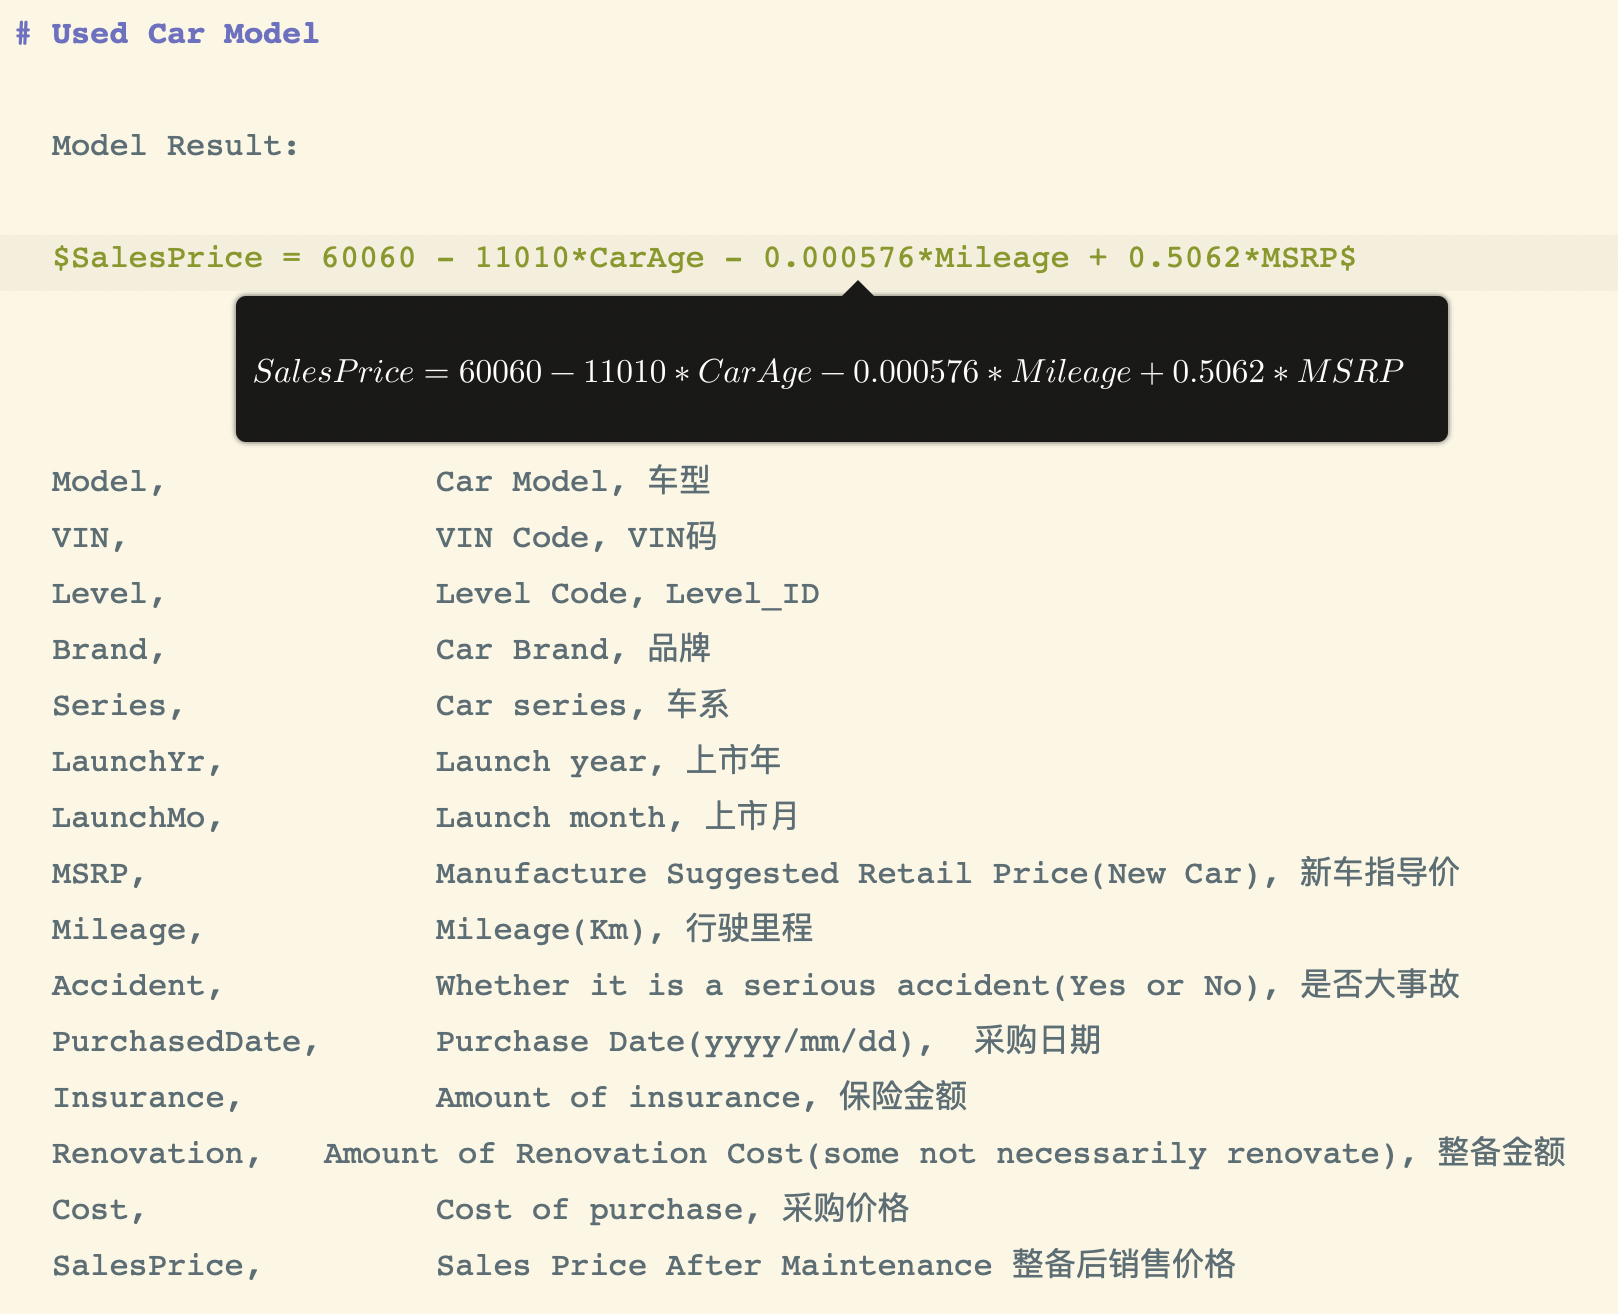 # Used Car Model
Model Result:
$SalesPrice = 60060 - 11010*CarAge - 0.000576*Mileage + 0.5062*MSRP$
SalesPrice = 60060 − 11010 * CarAge − 0.000576 * Mileage + 0.5062 * MSRP
Model, Car Model, 车型
VIN, VIN Code, VIN码
Level, Level Code, Level_ID
Brand, Car Brand, 品牌
Series, Car series, 车系
LaunchYr, Launch year, 上市年
LaunchMo, Launch month, 上市月
MSRP, Manufacture Suggested Retail Price(New Car), 新车指导价
Mileage, Mileage(Km), 行驶里程
Accident, Whether it is a serious accident(Yes or No), 是否大事故
PurchasedDate, Purchase Date(yyyy/mm/dd), 采购日期
Insurance, Amount of insurance, 保险金额
Renovation, Amount of Renovation Cost(some not necessarily renovate), 整备金额
Cost, Cost of purchase, 采购价格
SalesPrice, Sales Price After Maintenance 整备后销售价格